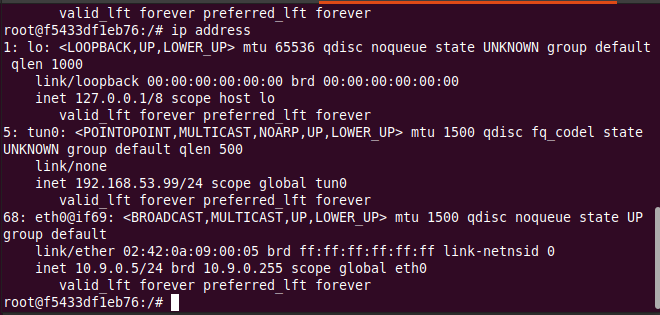 valid_lft forever preferred_lft forever
root@f5433df1eb76:/# ip address
1: lo: <LOOPBACK,UP,LOWER_UP> mtu 65536 qdisc noqueue state UNKNOWN group default
 qlen 1000
    link/loopback 00:00:00:00:00:00 brd 00:00:00:00:00:00
    inet 127.0.0.1/8 scope host lo
       valid_lft forever preferred_lft forever
5: tun0: <POINTOPOINT,MULTICAST,NOARP,UP,LOWER_UP> mtu 1500 qdisc fq_codel state
UNKNOWN group default qlen 500
    link/none
    inet 192.168.53.99/24 scope global tun0
       valid_lft forever preferred_lft forever
68: eth0@if69: <BROADCAST,MULTICAST,UP,LOWER_UP> mtu 1500 qdisc noqueue state UP
group default
    link/ether 02:42:0a:09:00:05 brd ff:ff:ff:ff:ff:ff link-netnsid 0
    inet 10.9.0.5/24 brd 10.9.0.255 scope global eth0
       valid_lft forever preferred_lft forever
root@f5433df1eb76:/#